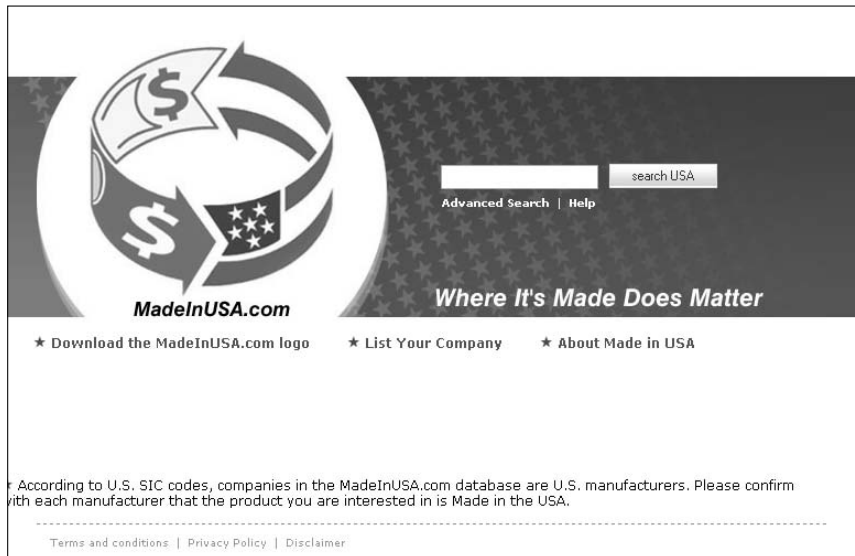 $
$
search USA
Advanced Search | Help
MadeInUSA.com
Where It's Made Does Matter
★ Download the MadeInUSA.com logo ★ List Your Company ★ About Made in USA
According to U.S. SIC codes, companies in the MadeInUSA.com database are U.S. manufacturers. Please confirm
with each manufacturer that the product you are interested in is Made in the USA.
Terms and conditions | Privacy Policy | Disclaimer